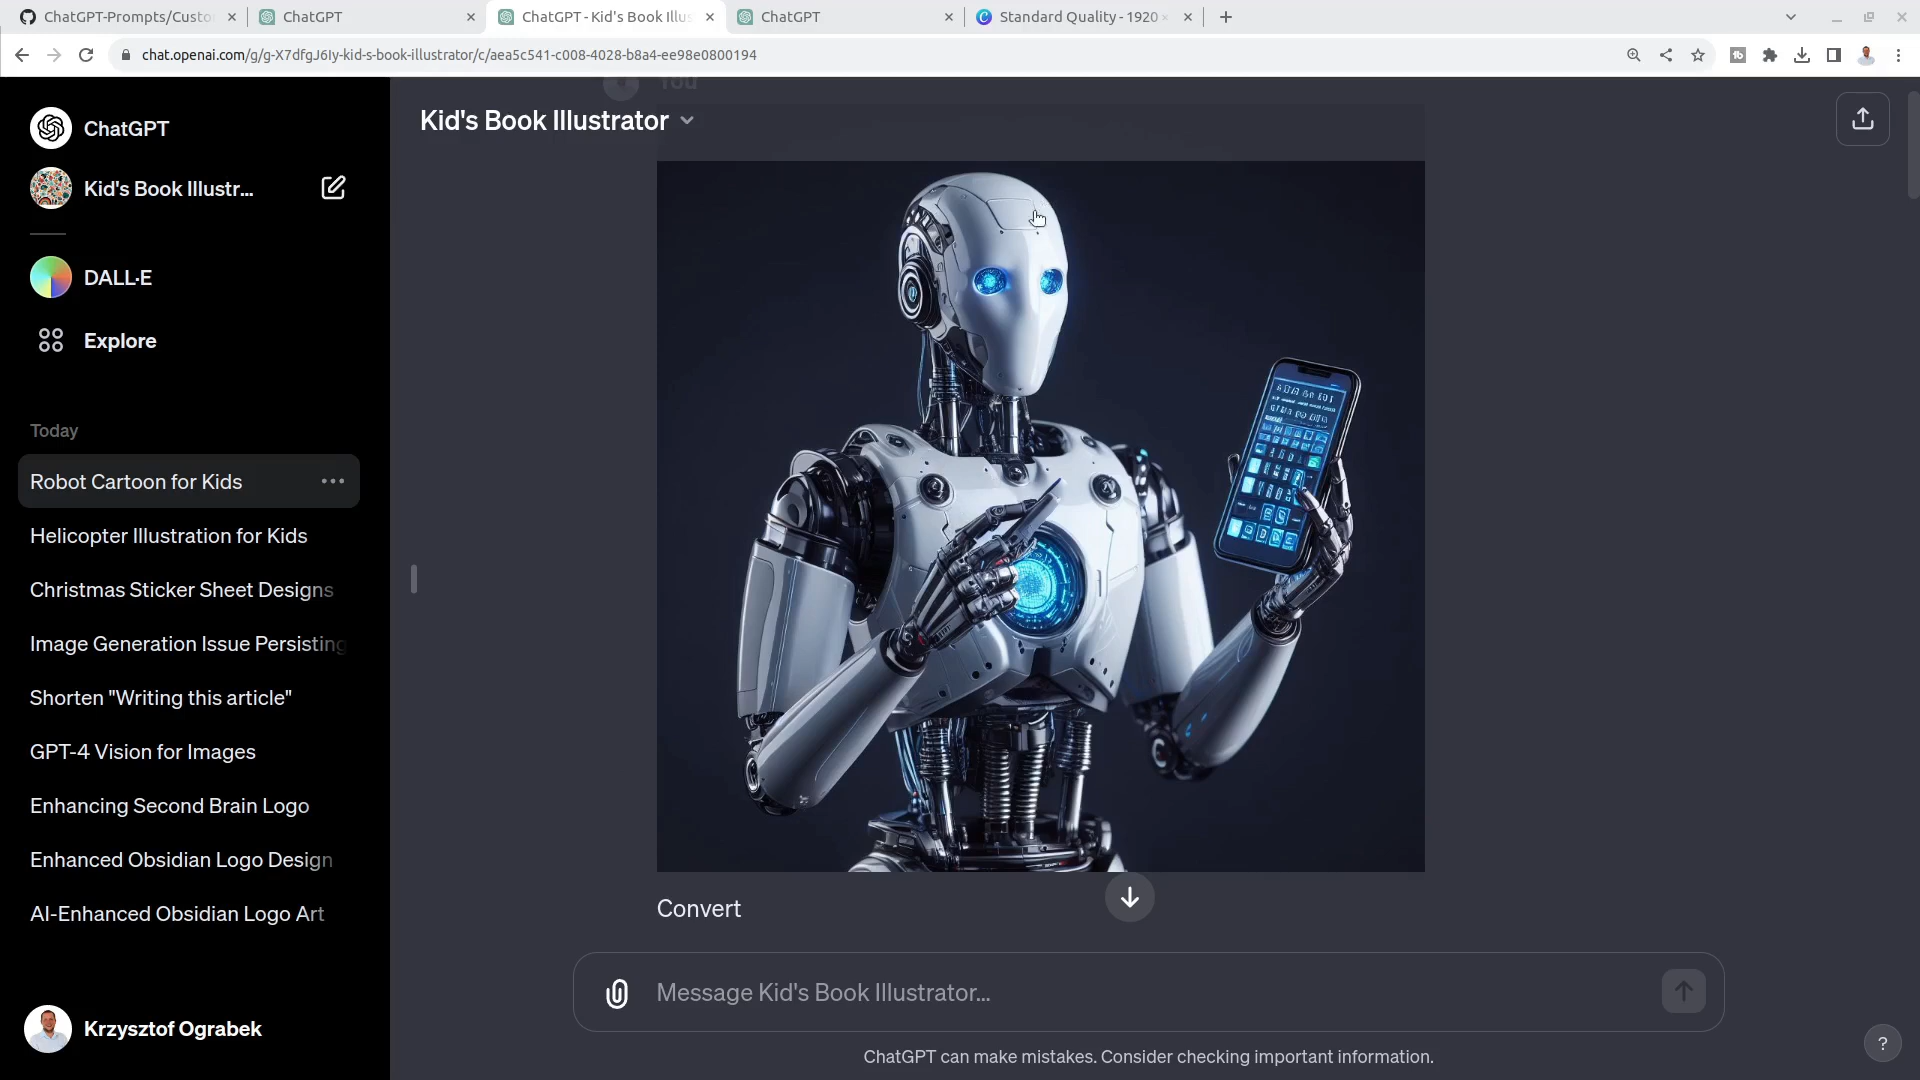 ChatGPT-Prompts/Custo
ChatGPT
ChatGPT - Kid's Book Illus
ChatGPT
Standard Quality - 1920
chat.openai.com/g/g-X7dfgJ6Iy-kid-s-book-illustrator/c/aea5c541-c008-4028-b8a4-ee98e0800194
ChatGPT
Kid's Book Illustr...
DALL·E
Explore
Today
Robot Cartoon for Kids
Helicopter Illustration for Kids
Christmas Sticker Sheet Designs
Image Generation Issue Persisting
Shorten "Writing this article"
GPT-4 Vision for Images
Enhancing Second Brain Logo
Enhanced Obsidian Logo Design
AI-Enhanced Obsidian Logo Art
Krzysztof Ograbek
You
Kid's Book Illustrator
Convert
Message Kid's Book Illustrator...
ChatGPT can make mistakes. Consider checking important information.
?